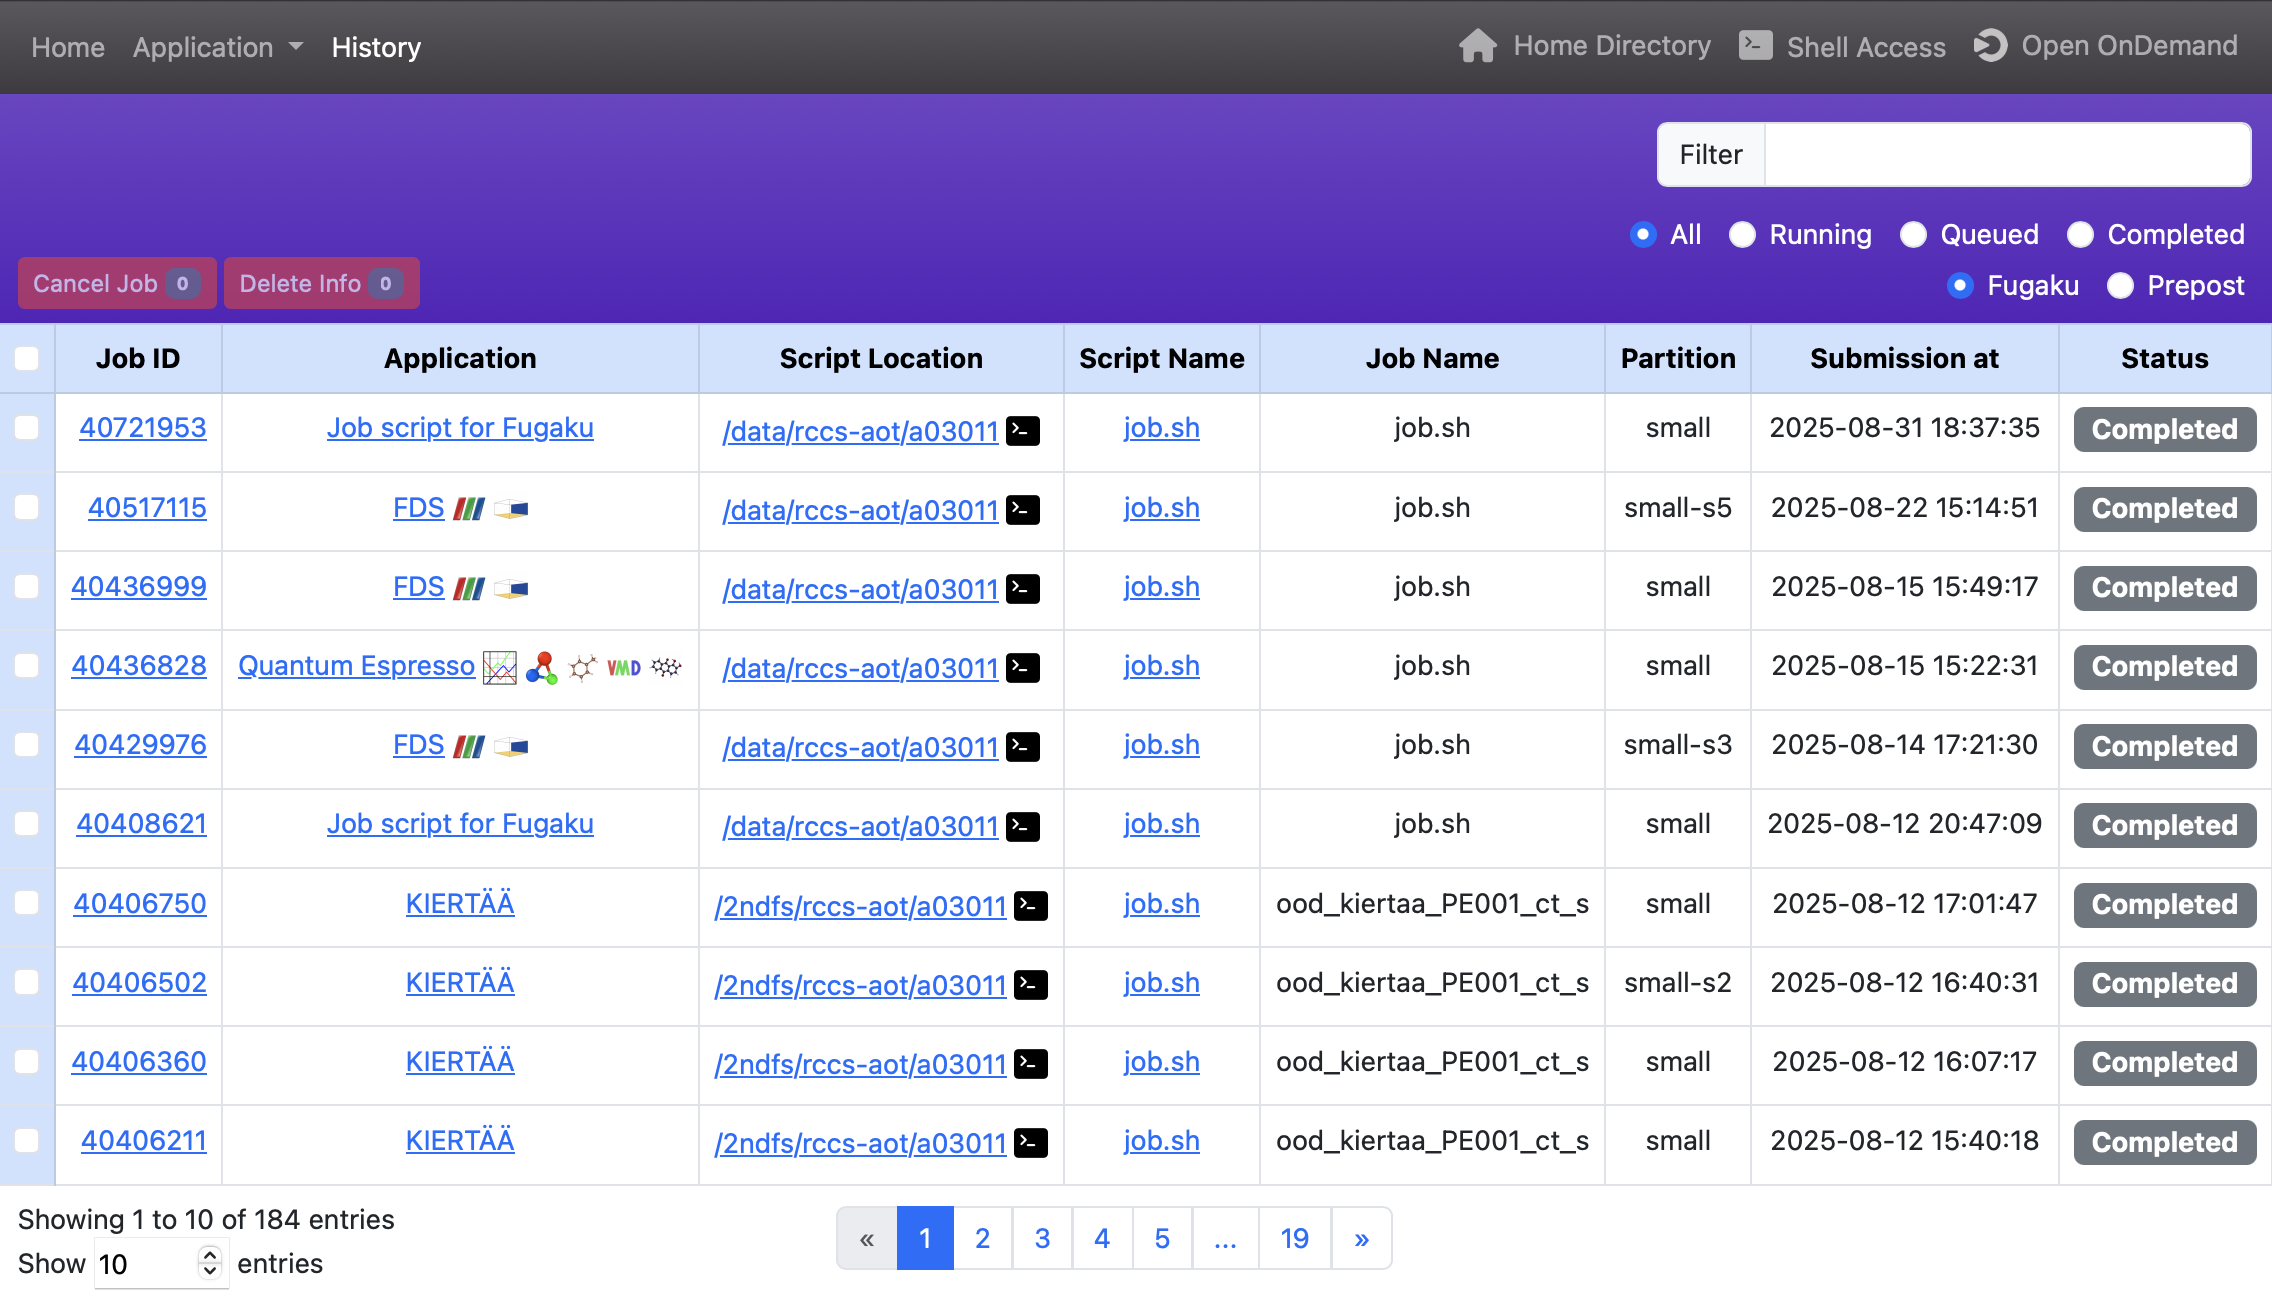 Home Application History Home Directory Shell Access Open OnDemand
Filter
All Running Queued Completed
Cancel Job 0 Delete Info 0 Fugaku Prepost
Job ID Application Script Location Script Name Job Name Partition Submission at Status
40721953 Job script for Fugaku /data/rccs-aot/a03011 job.sh job.sh small 2025-08-31 18:37:35 Completed
40517115 FDS /data/rccs-aot/a03011 job.sh job.sh small-s5 2025-08-22 15:14:51 Completed
40436999 FDS /data/rccs-aot/a03011 job.sh job.sh small 2025-08-15 15:49:17 Completed
40436828 Quantum Espresso VMD /data/rccs-aot/a03011 job.sh job.sh small 2025-08-15 15:22:31 Completed
40429976 FDS /data/rccs-aot/a03011 job.sh job.sh small-s3 2025-08-14 17:21:30 Completed
40408621 Job script for Fugaku /data/rccs-aot/a03011 job.sh job.sh small 2025-08-12 20:47:09 Completed
40406750 KIERTÄÄ /2ndfs/rccs-aot/a03011 job.sh ood_kiertaa_PE001_ct_s small 2025-08-12 17:01:47 Completed
40406502 KIERTÄÄ /2ndfs/rccs-aot/a03011 job.sh ood_kiertaa_PE001_ct_s small-s2 2025-08-12 16:40:31 Completed
40406360 KIERTÄÄ /2ndfs/rccs-aot/a03011 job.sh ood_kiertaa_PE001_ct_s small 2025-08-12 16:07:17 Completed
40406211 KIERTÄÄ /2ndfs/rccs-aot/a03011 job.sh ood_kiertaa_PE001_ct_s small 2025-08-12 15:40:18 Completed
Showing 1 to 10 of 184 entries
« 1 2 3 4 5 ... 19 »
Show 10 entries